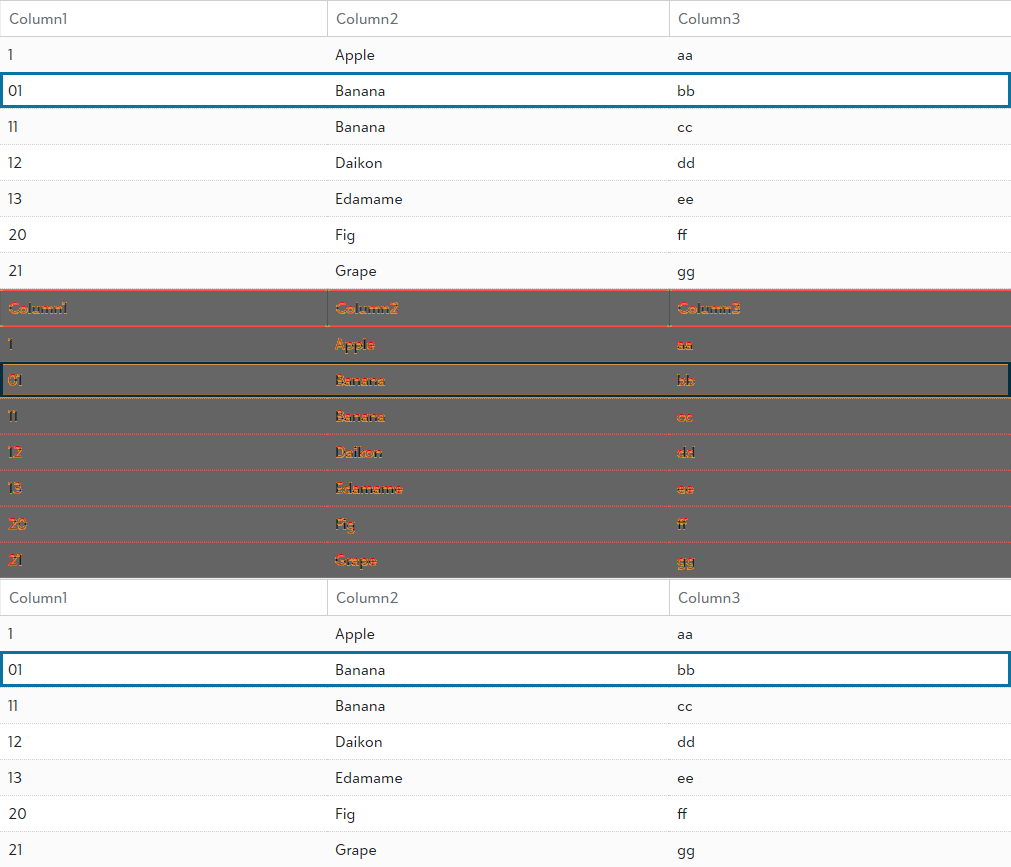 Column1 Column2 Column3
1 Apple aa
01 Banana bb
11 Banana cc
12 Daikon dd
13 Edamame ee
20 Fig ff
21 Grape gg
Column1 Column2 Column3
1 Apple aa
01 Banana bb
11 Banana cc
12 Daikon dd
13 Edamame ee
20 Fig ff
21 Grape gg
Column1 Column2 Column3
1 Apple aa
01 Banana bb
11 Banana cc
12 Daikon dd
13 Edamame ee
20 Fig ff
21 Grape gg